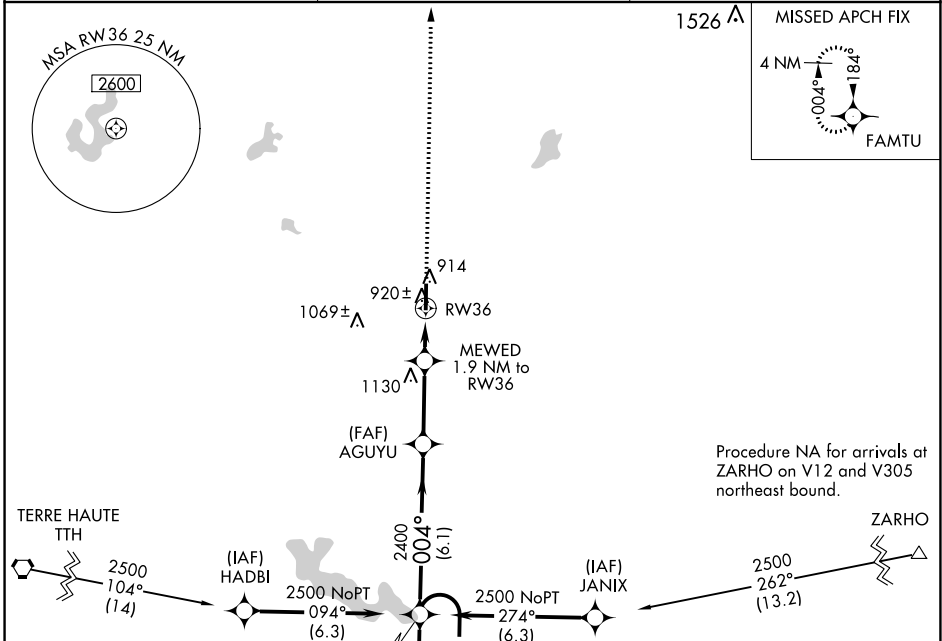 MSA RW36 25 NM
2600
1526
MISSED APCH FIX
4 NM
004°
184°
FAMTU
914
920±
RW36
1069±
MEWED
1.9 NM to
RW36
1130
(FAF)
AGUYU
Procedure NA for arrivals at
ZARHO on V12 and V305
northeast bound.
TERRE HAUTE
TTH
2500
104°
(14)
(IAF)
HADBI
2500 NoPT
094°
(6.3)
2400
004°
(6.1)
2500 NoPT
274°
(6.3)
(IAF)
JANIX
2500
262°
(13.2)
ZARHO